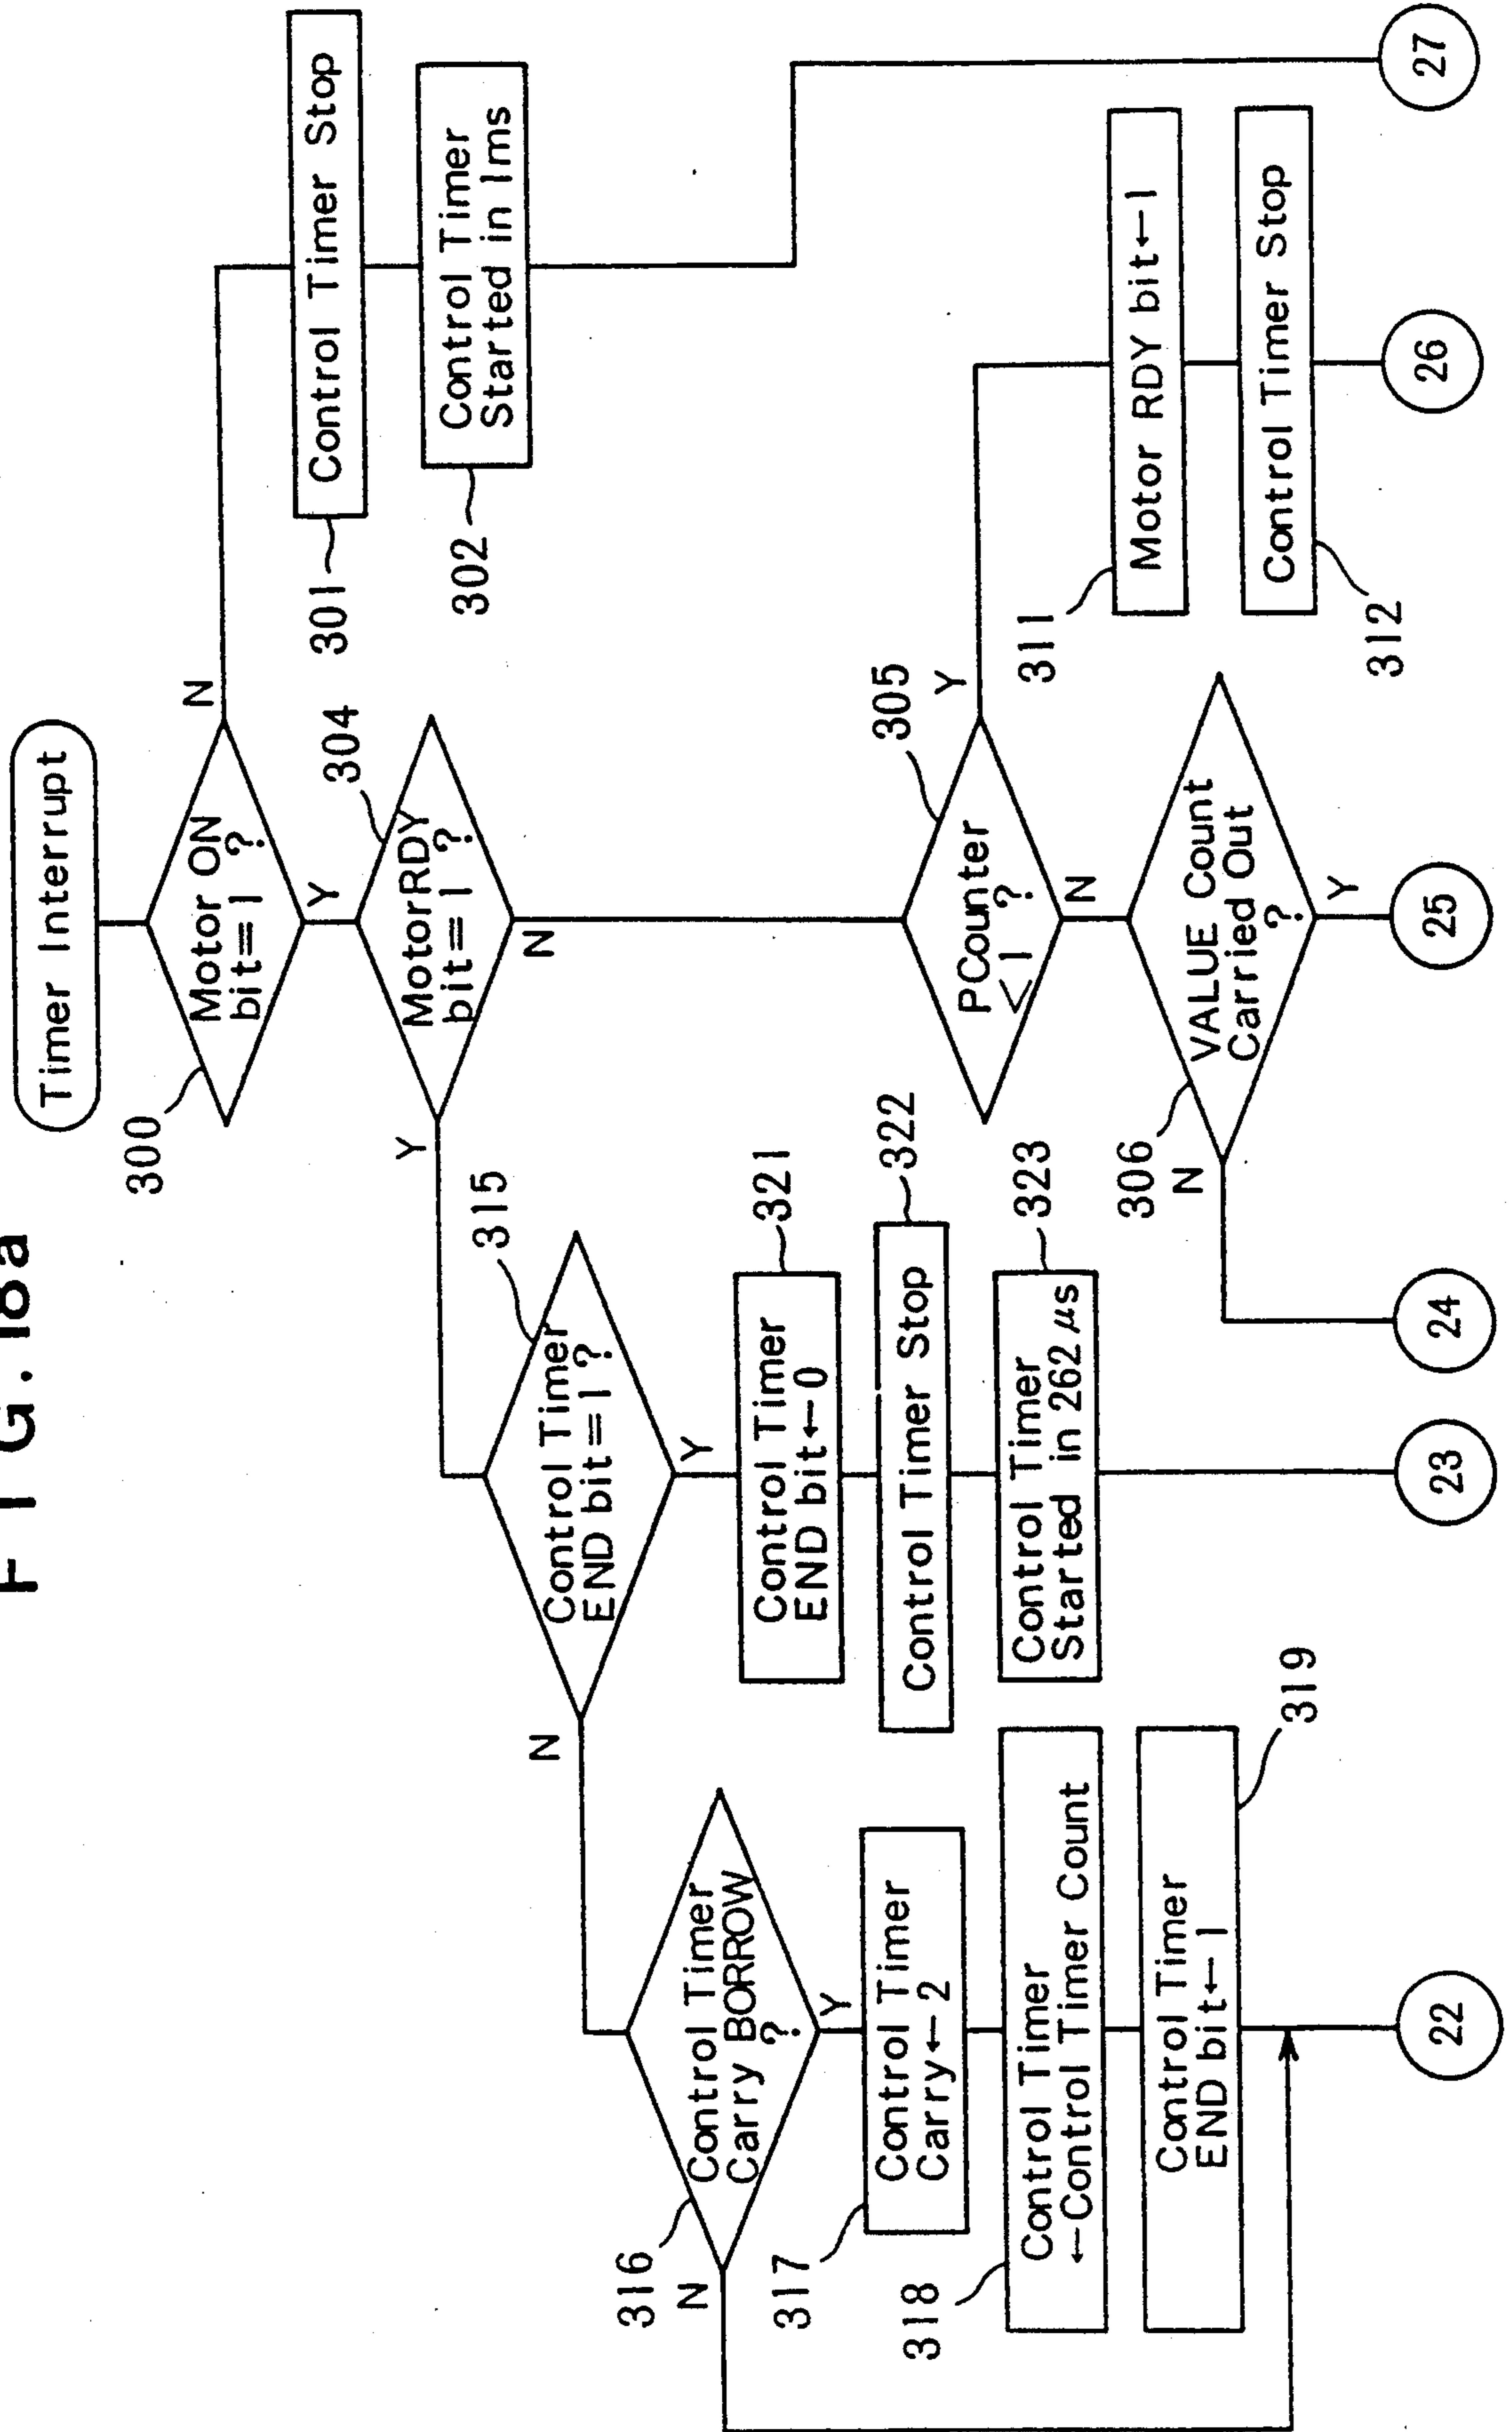 FIG. 18a
Timer Interrupt
300
Motor ON
bit=1 ?
N
Y
301
Control Timer Stop
302
Control Timer
Started in 1ms
27
304
Motor RDY
bit=1 ?
Y
N
315
Control Timer
END bit=1 ?
N
Y
316
Control Timer
Carry BORROW
?
N
Y
317
Control Timer
Carry←2
318
Control Timer
←Control Timer Count
319
Control Timer
END bit←1
22
321
Control Timer
END bit←0
322
Control Timer Stop
323
Control Timer
Started in 262 μs
23
305
PCounter
≤1 ?
Y
N
306
VALUE Count
Carried Out
?
N
Y
24
25
311
Motor RDY bit←1
312
Control Timer Stop
26